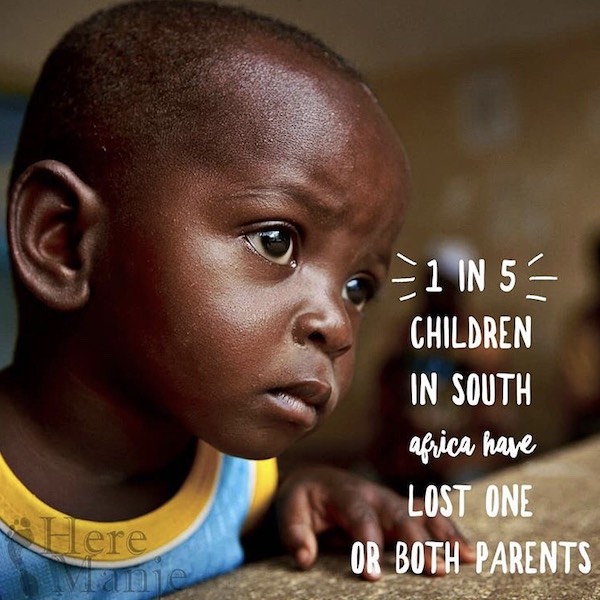 1 IN 5
CHILDREN
IN SOUTH
africa have
LOST ONE
OR BOTH PARENTS
Here
Manje